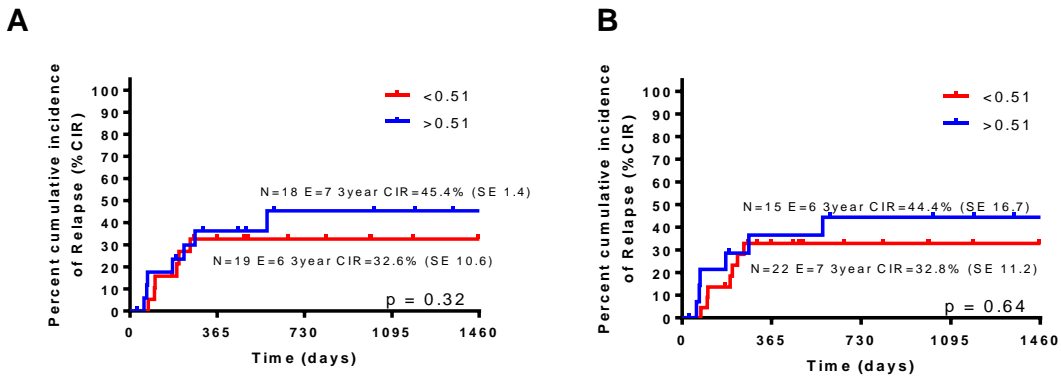 A
Percent cumulative incidence
of Relapse (%CIR)
100
90
80
70
60
50
40
30
20
10
0
<0.51
>0.51
N=18 E=7 3year CIR=45.4% (SE 1.4)
N=19 E=6 3year CIR=32.6% (SE 10.6)
p = 0.32
0 365 730 1095 1460
Time (days)
B
Percent cumulative incidence
of Relapse (%CIR)
100
90
80
70
60
50
40
30
20
10
0
<0.51
>0.51
N=15 E=6 3year CIR=44.4% (SE 16.7)
N=22 E=7 3year CIR=32.8% (SE 11.2)
p = 0.64
0 365 730 1095 1460
Time (days)